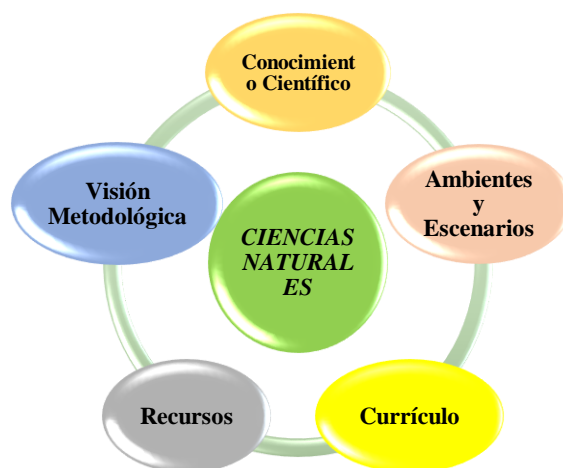 Conocimient
o Científico
Ambientes
y
Escenarios
Currículo
Recursos
Visión
Metodológica
CIENCIAS
NATURAL
ES